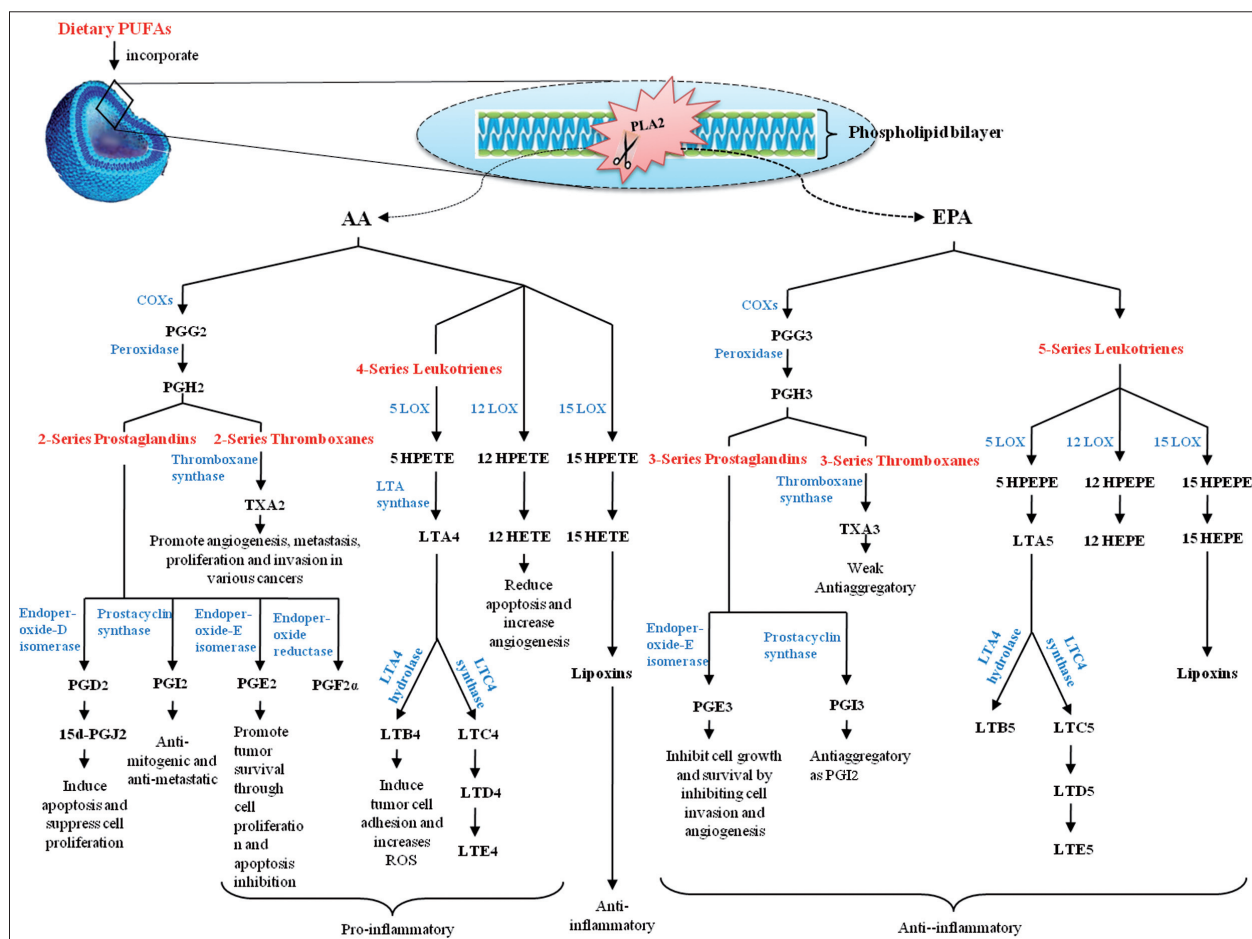 Dietary PUFAs
incorporate
PLA2
Phospholipid bilayer
AA
EPA
COXs
PGG2
Peroxidase
PGH2
2-Series Prostaglandins
2-Series Thromboxanes
Thromboxane
synthase
TXA2
Promote angiogenesis, metastasis,
proliferation and invasion in
various cancers
Endoper-
oxide-D
isomerase
Prostacyclin
synthase
Endoper-
oxide-E
isomerase
Endoper-
oxide
reductase
PGD2
PGI2
PGE2
PGF2α
15d-PGJ2
Induce
apoptosis and
suppress cell
proliferation
Anti-
mitogenic and
anti-metastatic
Promote
tumor
survival
through
cell
proliferatio
n and
apoptosis
inhibition
4-Series Leukotrienes
5 LOX
12 LOX
15 LOX
5 HPETE
12 HPETE
15 HPETE
LTA
synthase
LTA4
12 HETE
15 HETE
Reduce
apoptosis and
increase
angiogenesis
LTA4
hydrolase
LTC4
synthase
Lipoxins
LTB4
LTC4
Induce
tumor cell
adhesion and
increases
ROS
LTD4
LTE4
Pro-inflammatory
Anti-
inflammatory
COXs
PGG3
Peroxidase
PGH3
3-Series Prostaglandins
3-Series Thromboxanes
Thromboxane
synthase
TXA3
Weak
Antiaggregatory
Endoper-
oxide-E
isomerase
Prostacyclin
synthase
PGE3
PGI3
Inhibit cell growth
and survival by
inhibiting cell
invasion and
angiogenesis
Antiaggregatory
as PGI2
5-Series Leukotrienes
5 LOX
12 LOX
15 LOX
5 HPEPE
12 HPEPE
15 HPEPE
LTA5
12 HEPE
15 HEPE
LTA4
hydrolase
LTC4
synthase
Lipoxins
LTB5
LTC5
LTD5
LTE5
Anti--inflammatory